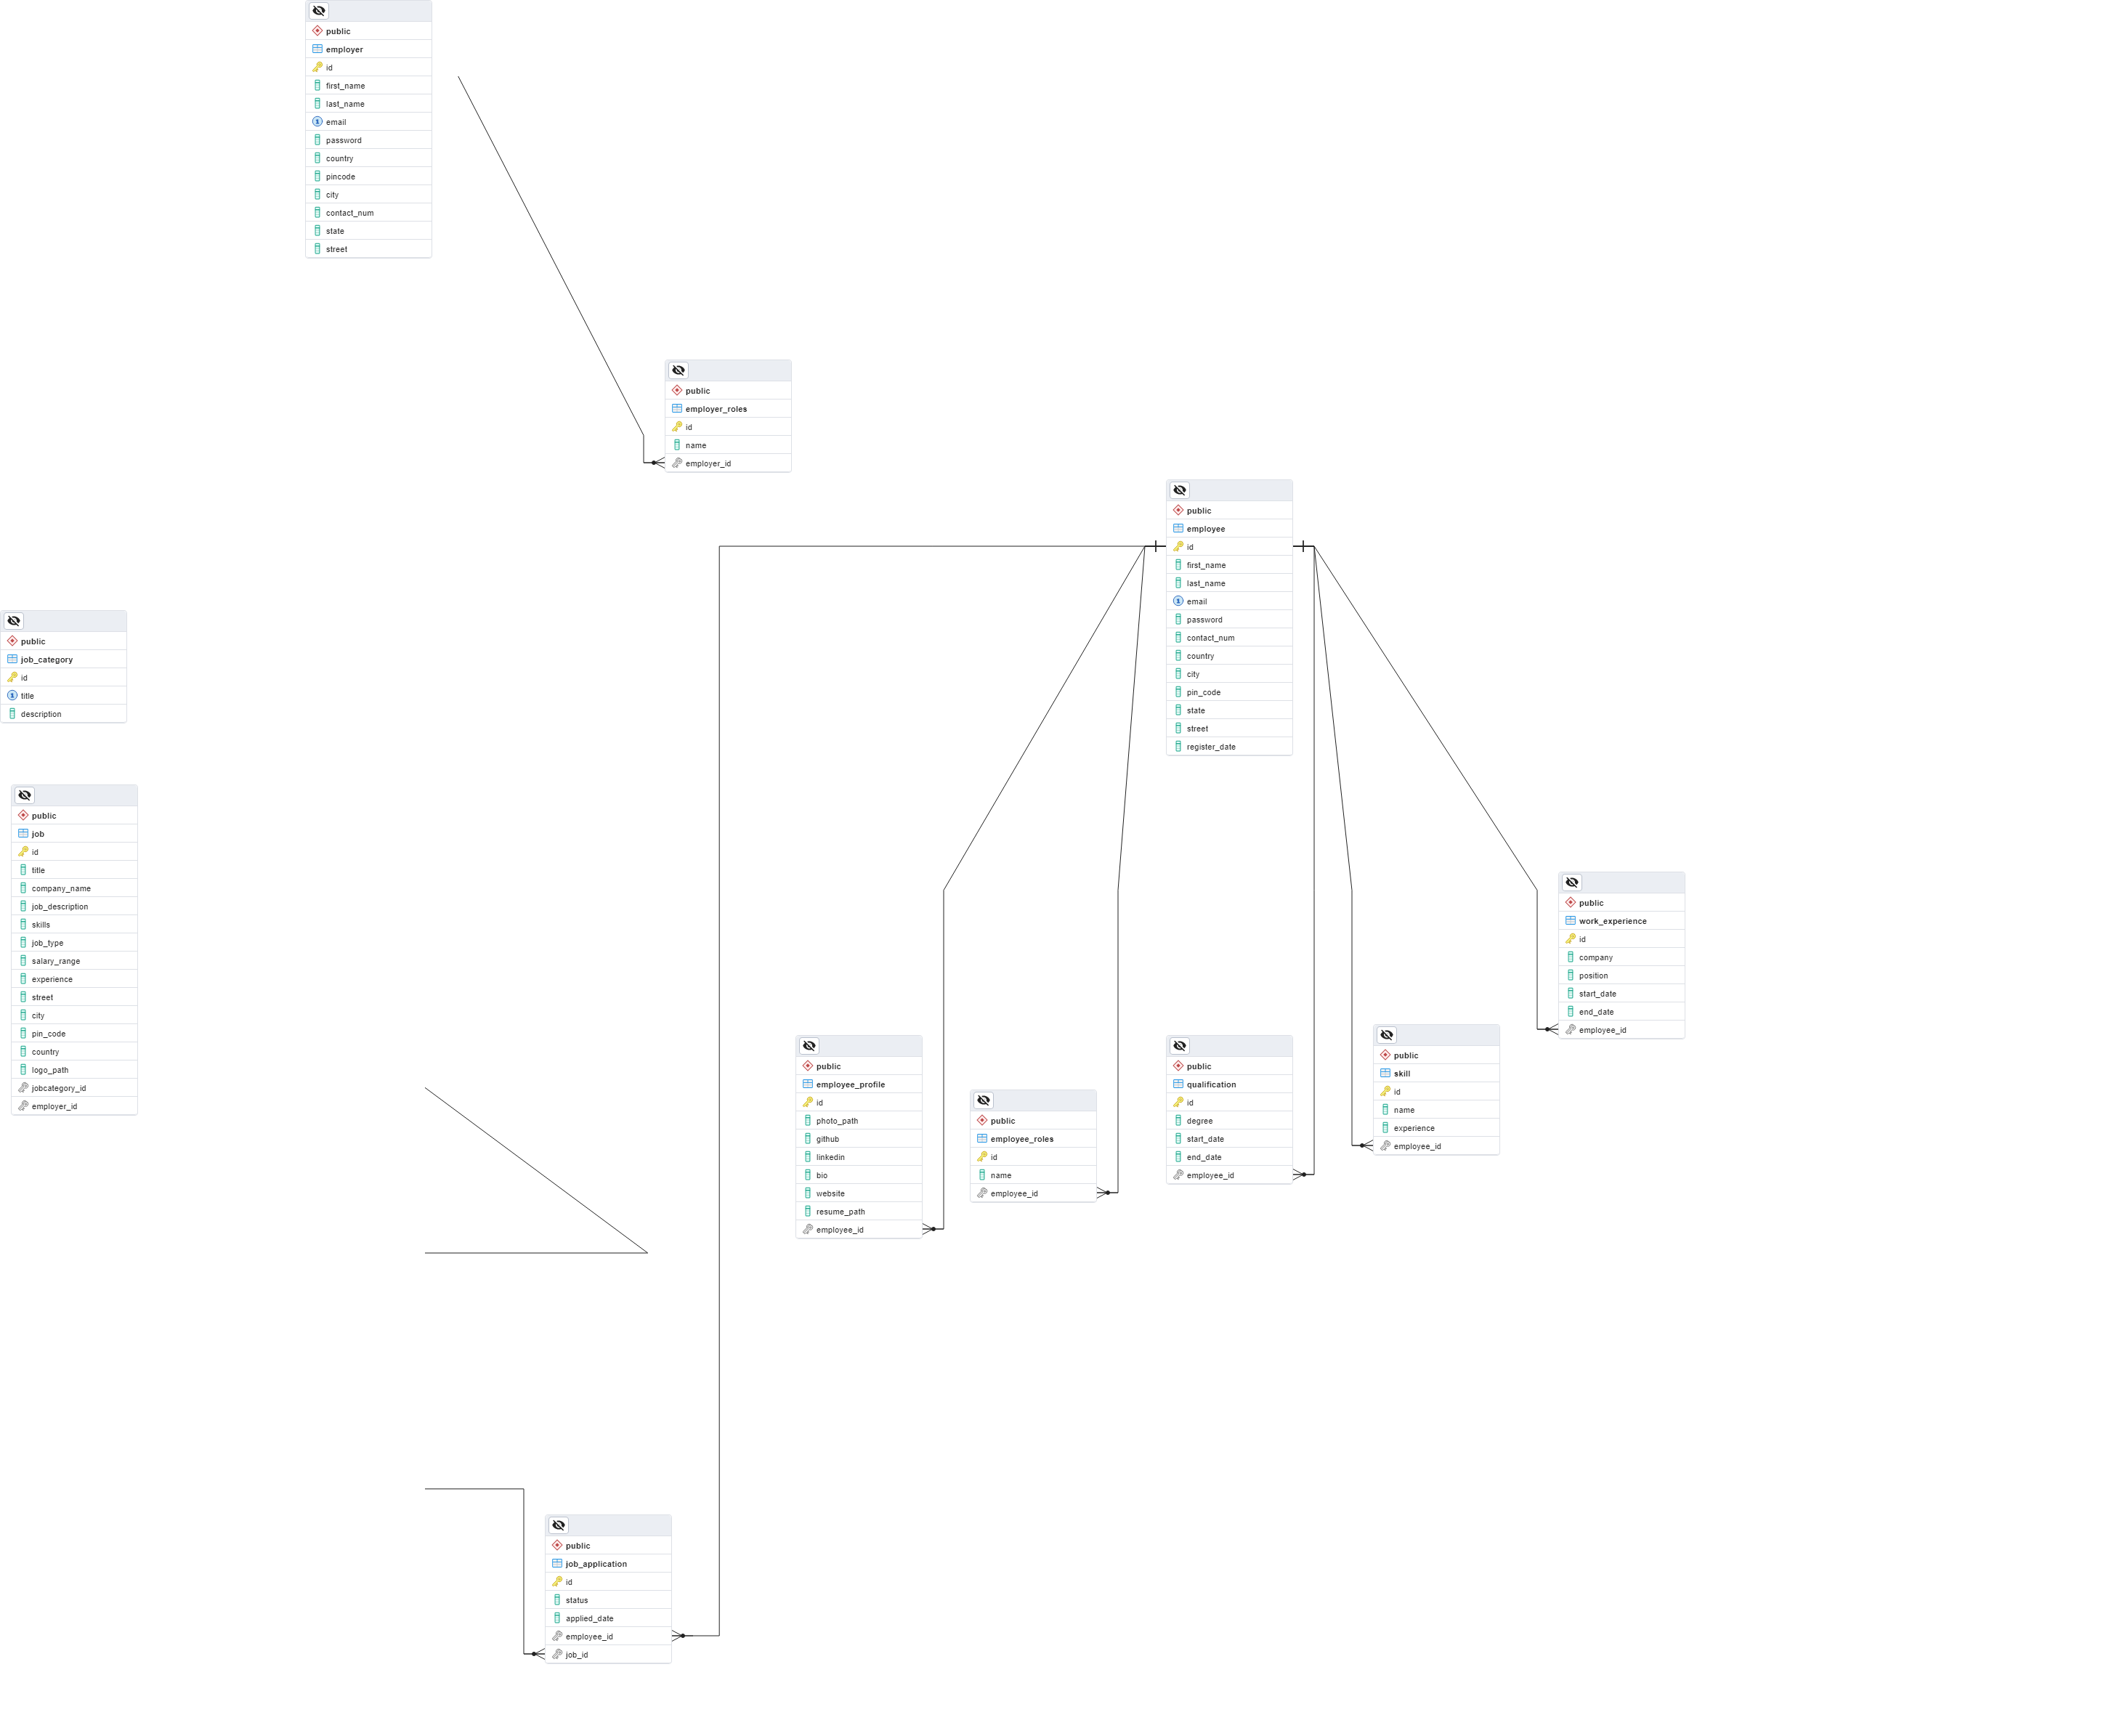 public
employer
id
first_name
last_name
email
password
country
pincode
city
contact_num
state
street
public
employer_roles
id
name
employer_id
public
employee
id
first_name
last_name
email
password
contact_num
country
city
pin_code
state
street
register_date
public
job_category
id
title
description
public
job
id
title
company_name
job_description
skills
job_type
salary_range
experience
street
city
pin_code
country
logo_path
jobcategory_id
employer_id
public
work_experience
id
company
position
start_date
end_date
employee_id
public
employee_profile
id
photo_path
github
linkedin
bio
website
resume_path
employee_id
public
employee_roles
id
name
employee_id
public
qualification
id
degree
start_date
end_date
employee_id
public
skill
id
name
experience
employee_id
public
job_application
id
status
applied_date
employee_id
job_id